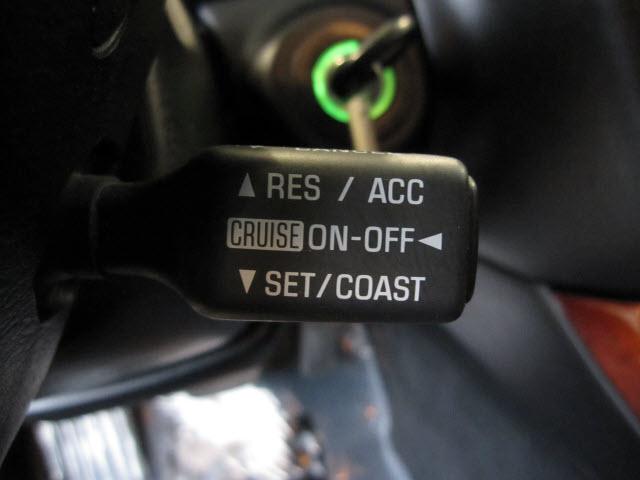 ▲ RES / ACC
CRUISE ON-OFF ◄
▼ SET/COAST